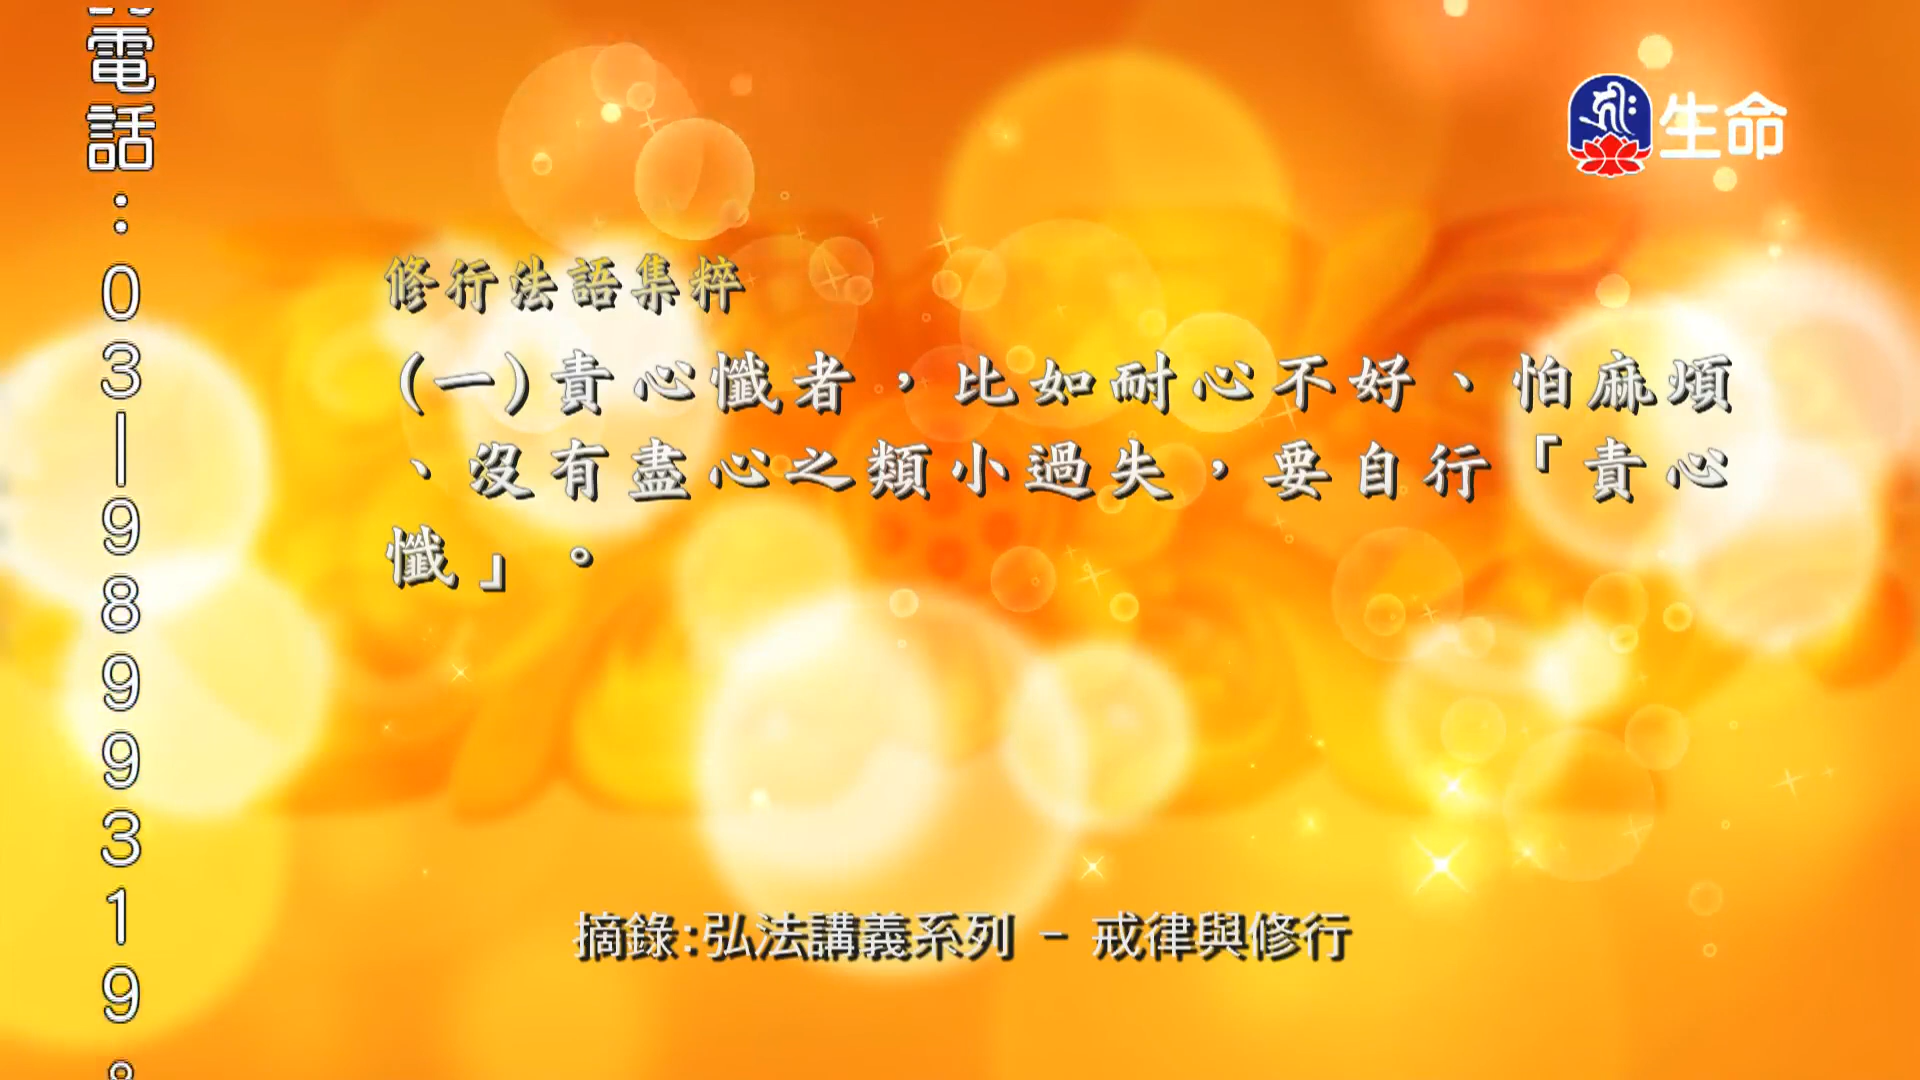 電話：03－9899319。
生命
修行法語集粹
(一)責心懺者，比如耐心不好、怕麻煩
、沒有盡心之類小過失，要自行「責心
懺」。
摘錄:弘法講義系列 - 戒律與修行